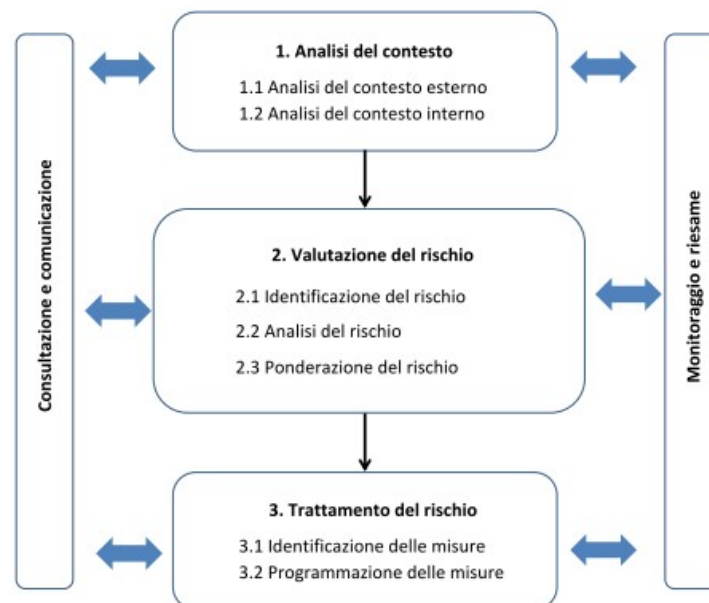 Consultazione e comunicazione
1. Analisi del contesto
1.1 Analisi del contesto esterno
1.2 Analisi del contesto interno
2. Valutazione del rischio
2.1 Identificazione del rischio
2.2 Analisi del rischio
2.3 Ponderazione del rischio
3. Trattamento del rischio
3.1 Identificazione delle misure
3.2 Programmazione delle misure
Monitoraggio e riesame